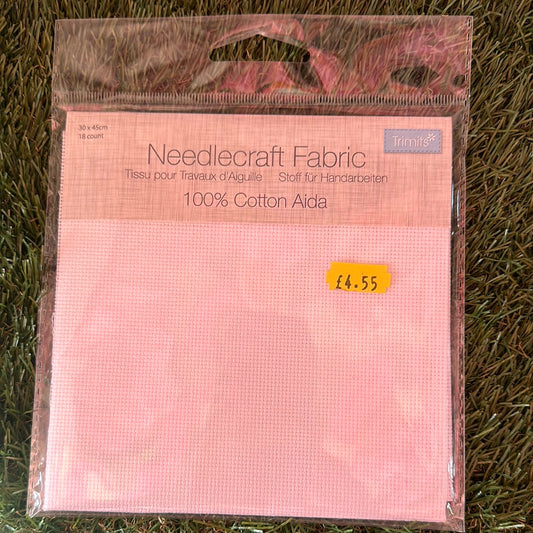 30 x 45cm
18 count
Trimits
Needlecraft Fabric
Tissu pour Travaux d'Aiguille Stoff für Handarbeiten
100% Cotton Aida
£4.55